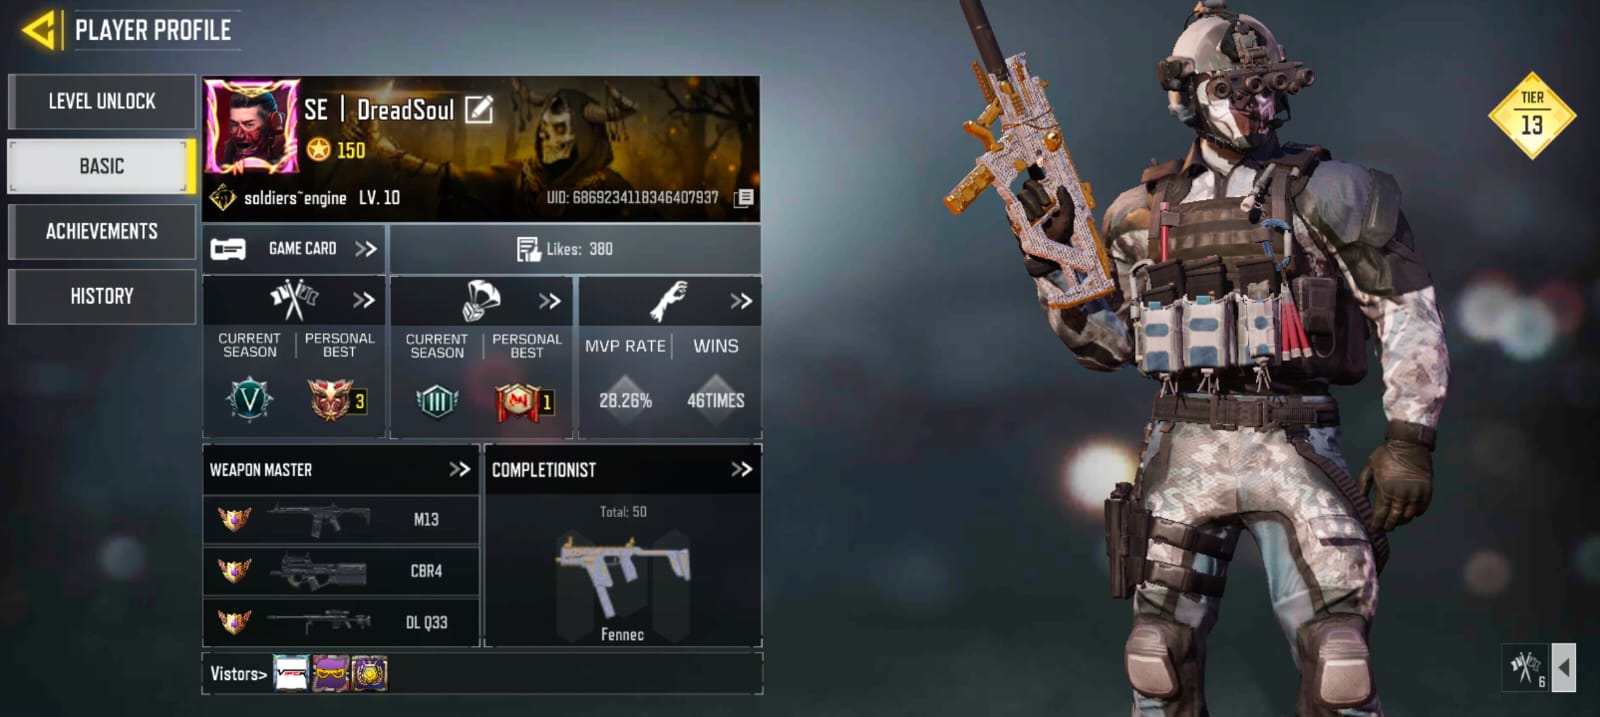 PLAYER PROFILE
LEVEL UNLOCK
BASIC
ACHIEVEMENTS
HISTORY
SE | DreadSoul
150
soldiers~engine LV. 10
UID: 6869234118346407937
GAME CARD
Likes: 380
CURRENT SEASON
PERSONAL BEST
V
3
CURRENT SEASON
PERSONAL BEST
III
1
MVP RATE
WINS
28.26%
46TIMES
WEAPON MASTER
M13
CBR4
DL Q33
COMPLETIONIST
Total: 50
Fennec
Vistors>
VIPER
TIER
13
6